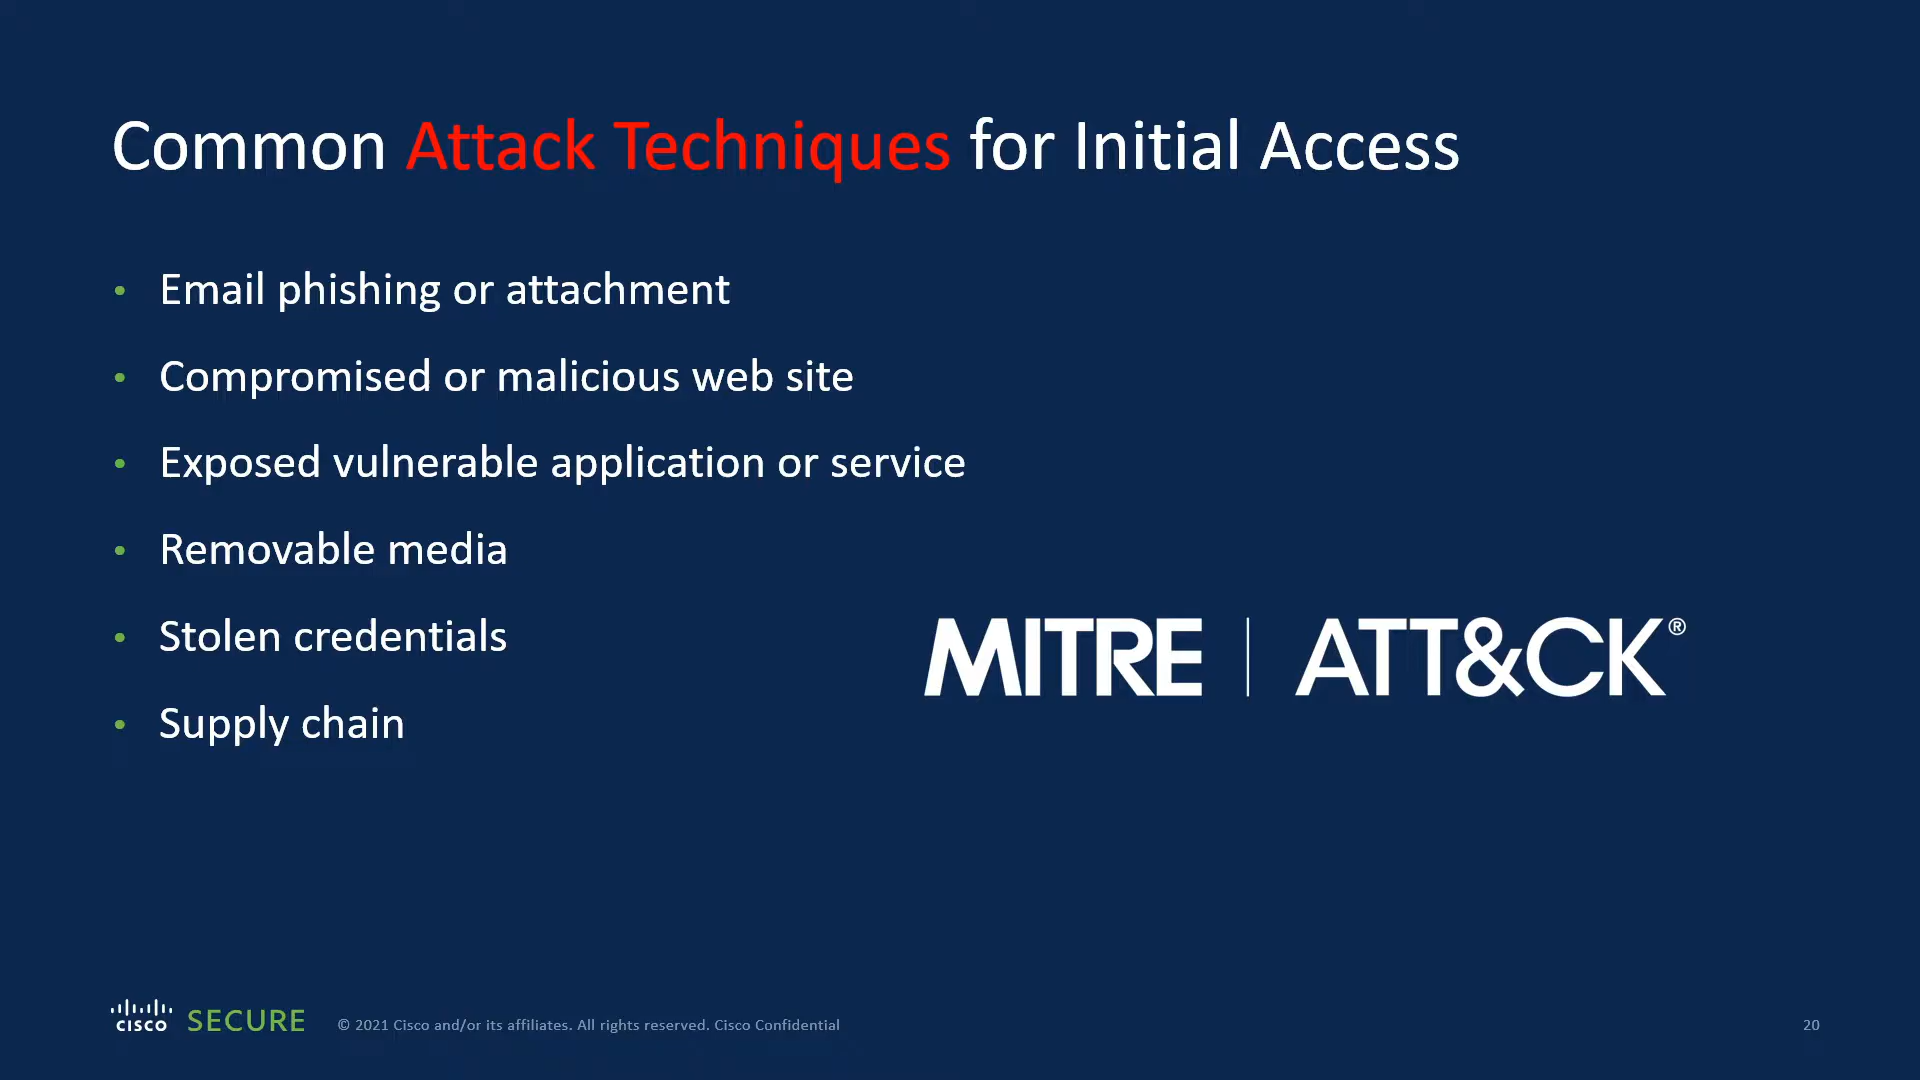 Common Attack Techniques for Initial Access
• Email phishing or attachment
• Compromised or malicious web site
• Exposed vulnerable application or service
• Removable media
• Stolen credentials
• Supply chain
MITRE | ATT&CK®
CISCO SECURE © 2021 Cisco and/or its affiliates. All rights reserved. Cisco Confidential 20